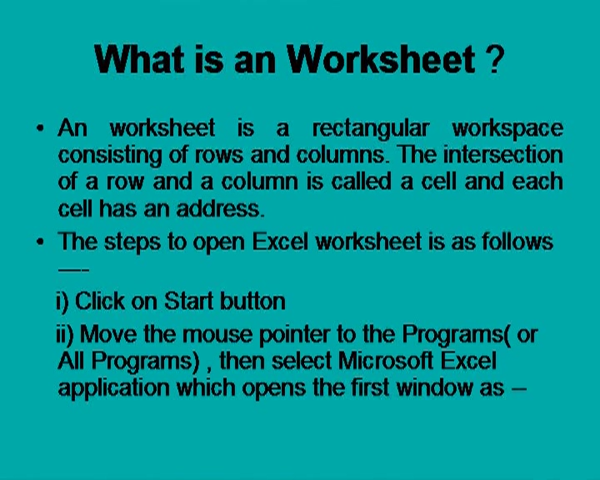 What is an Worksheet ?
• An worksheet is a rectangular workspace
consisting of rows and columns. The intersection
of a row and a column is called a cell and each
cell has an address.
• The steps to open Excel worksheet is as follows
—-
i) Click on Start button
ii) Move the mouse pointer to the Programs( or
All Programs) , then select Microsoft Excel
application which opens the first window as –